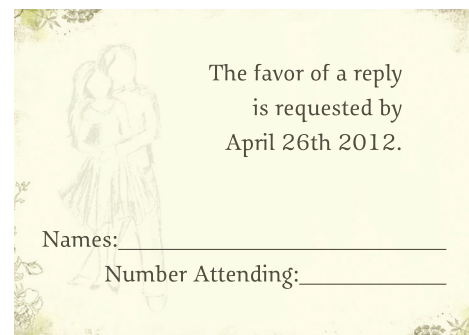 The favor of a reply
is requested by
April 26th 2012.
Names:
Number Attending: